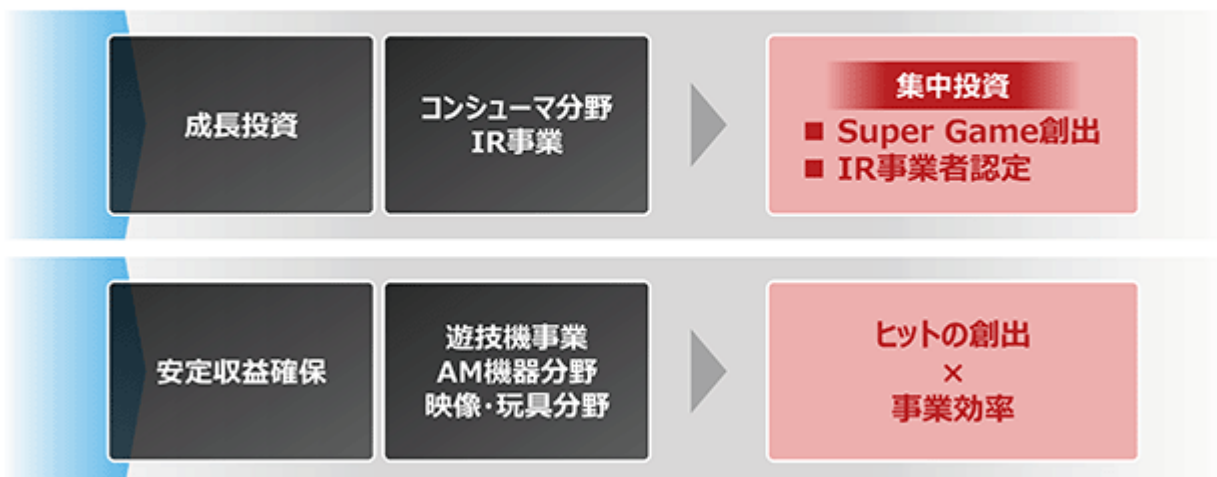 成長投資
コンシューマ分野
IR事業
集中投資
■ Super Game創出
■ IR事業者認定
安定収益確保
遊技機事業
AM機器分野
映像・玩具分野
ヒットの創出
×
事業効率